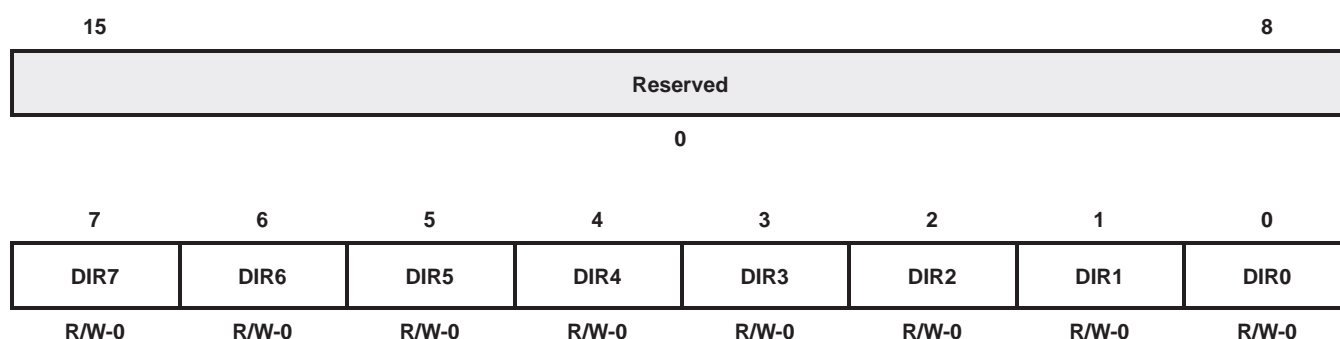 15 8
Reserved
0
7 6 5 4 3 2 1 0
DIR7 DIR6 DIR5 DIR4 DIR3 DIR2 DIR1 DIR0
R/W-0 R/W-0 R/W-0 R/W-0 R/W-0 R/W-0 R/W-0 R/W-0